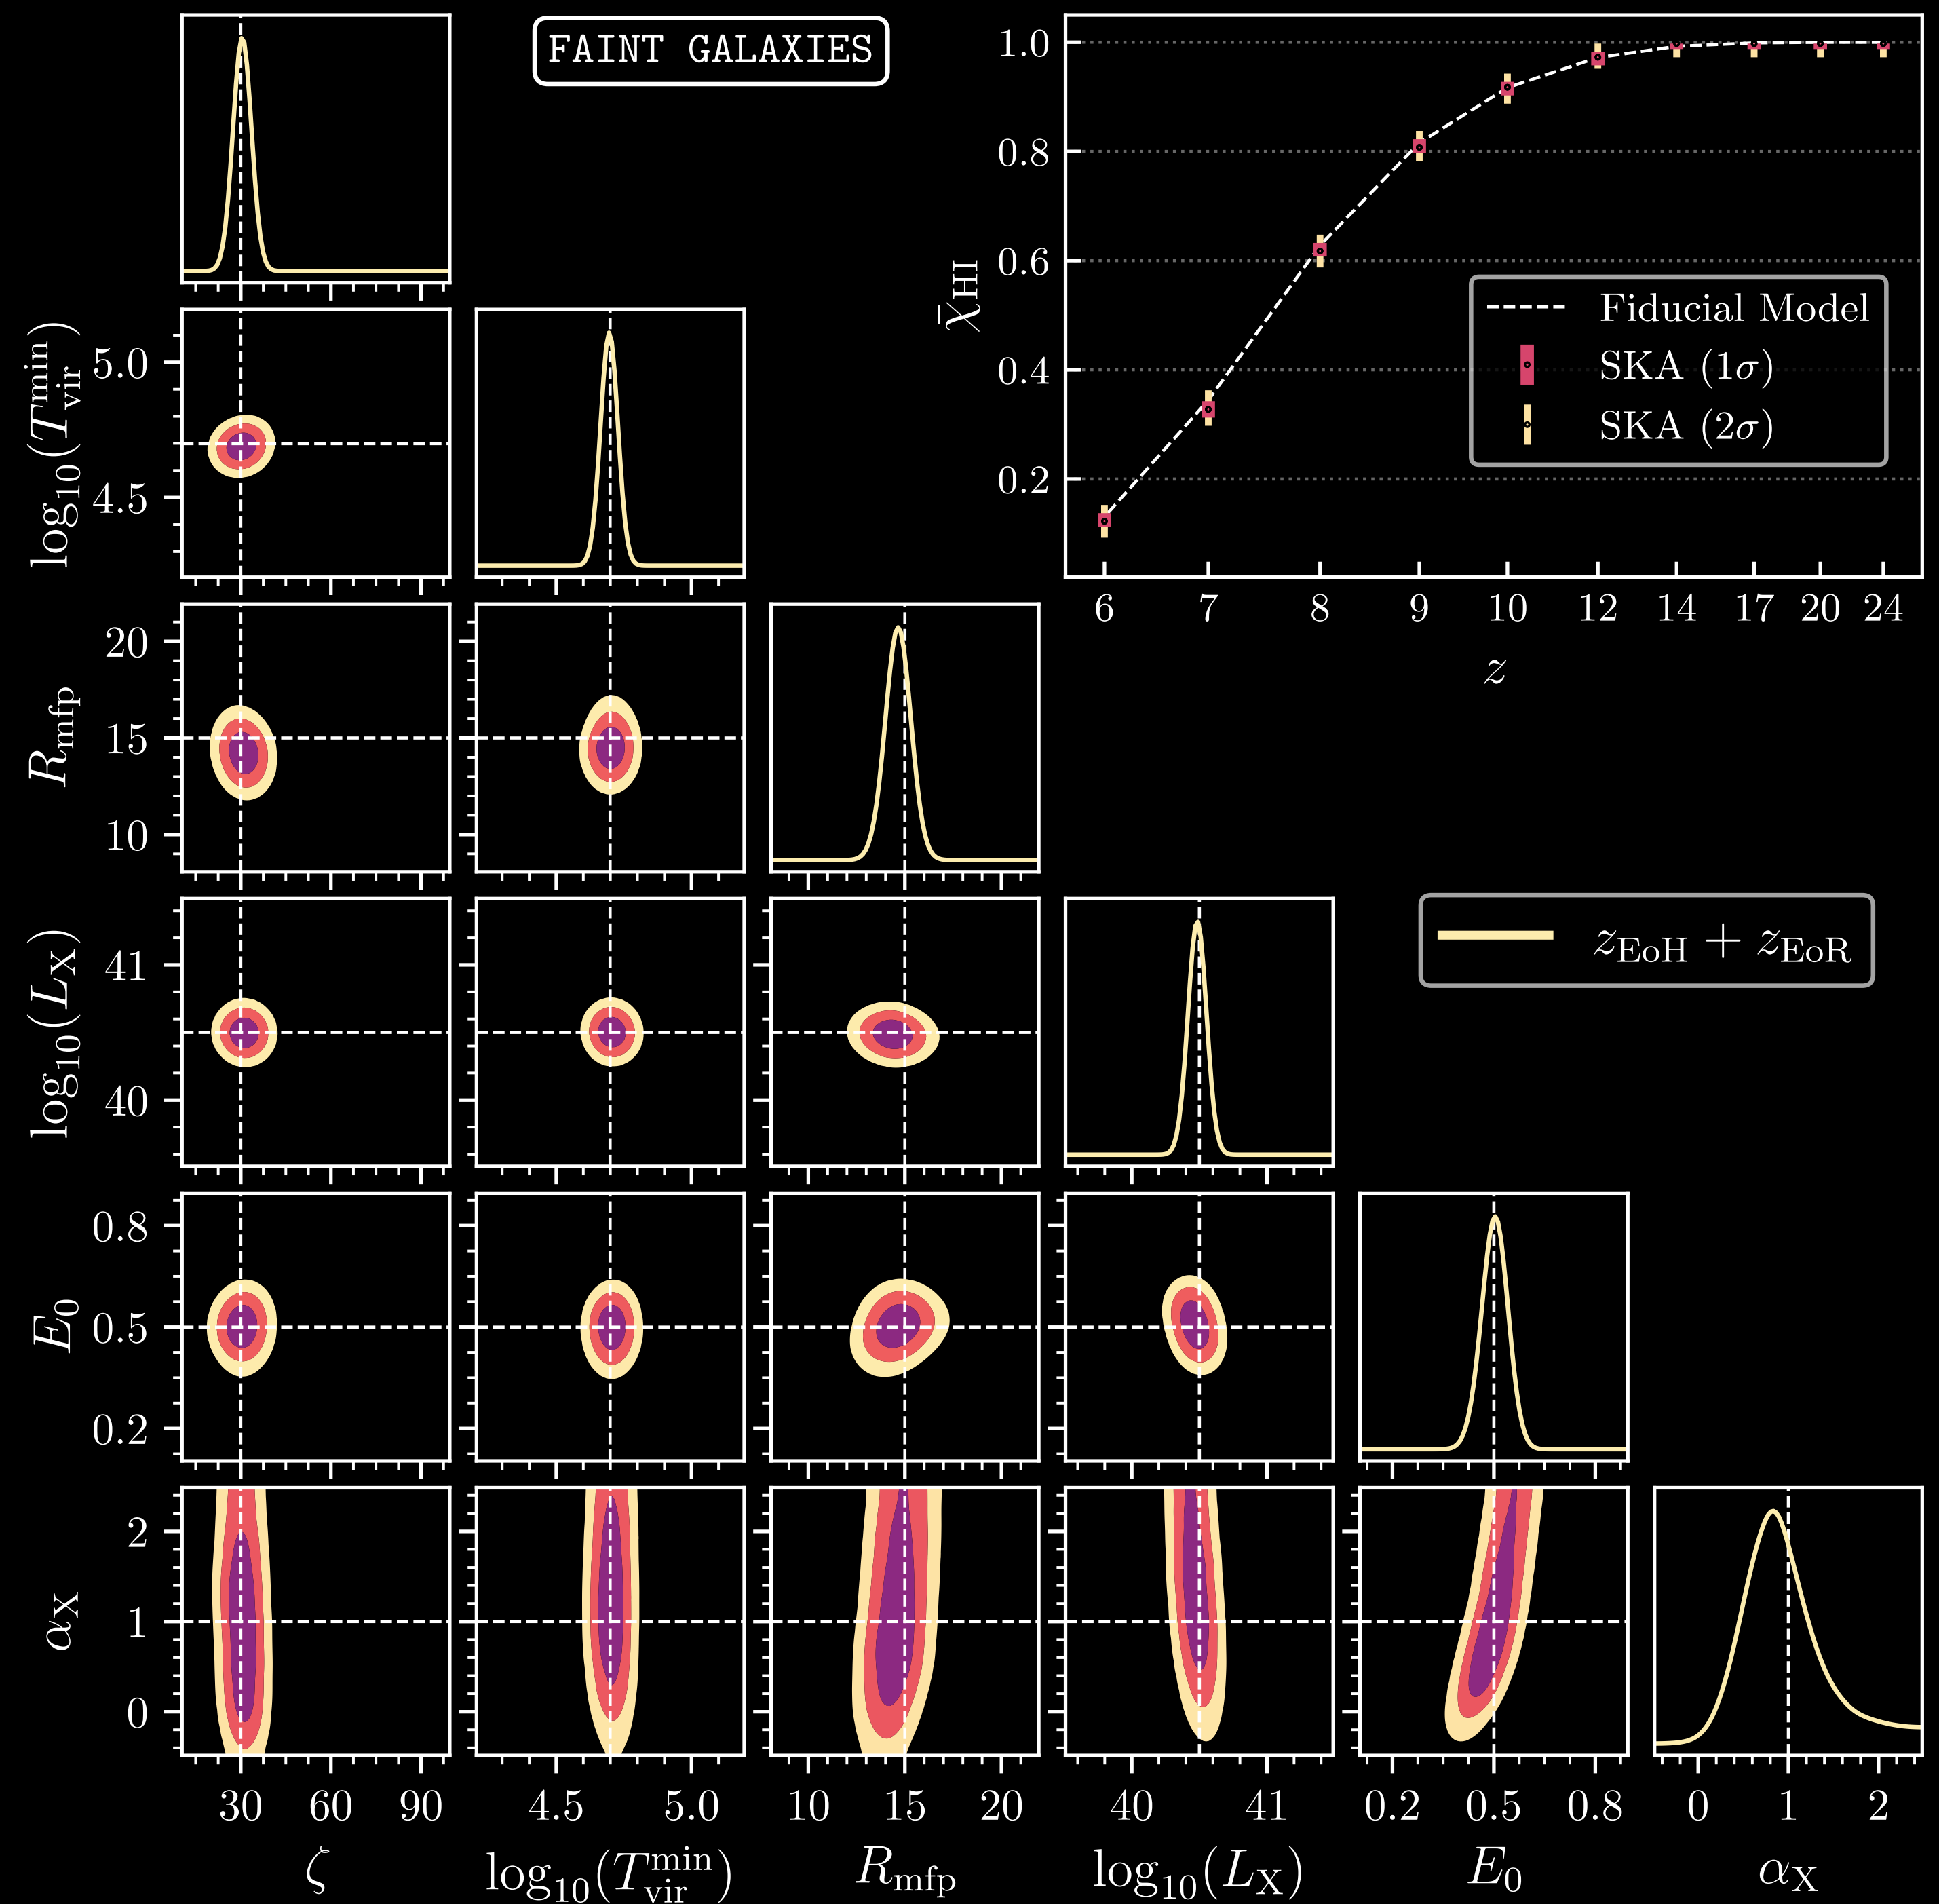 FAINT GALAXIES
1.0
0.8
0.6
0.4
0.2
χ̄_HI
Fiducial Model
SKA (1σ)
SKA (2σ)
6 7 8 9 10 12 14 17 20 24
z
log₁₀(T_vir^min)
5.0
4.5
R_mfp
20
15
10
z_EoH + z_EoR
log₁₀(L_X)
41
40
E₀
0.8
0.5
0.2
α_X
2
1
0
30 60 90 4.5 5.0 10 15 20 40 41 0.2 0.5 0.8 0 1 2
ζ log₁₀(T_vir^min) R_mfp log₁₀(L_X) E₀ α_X